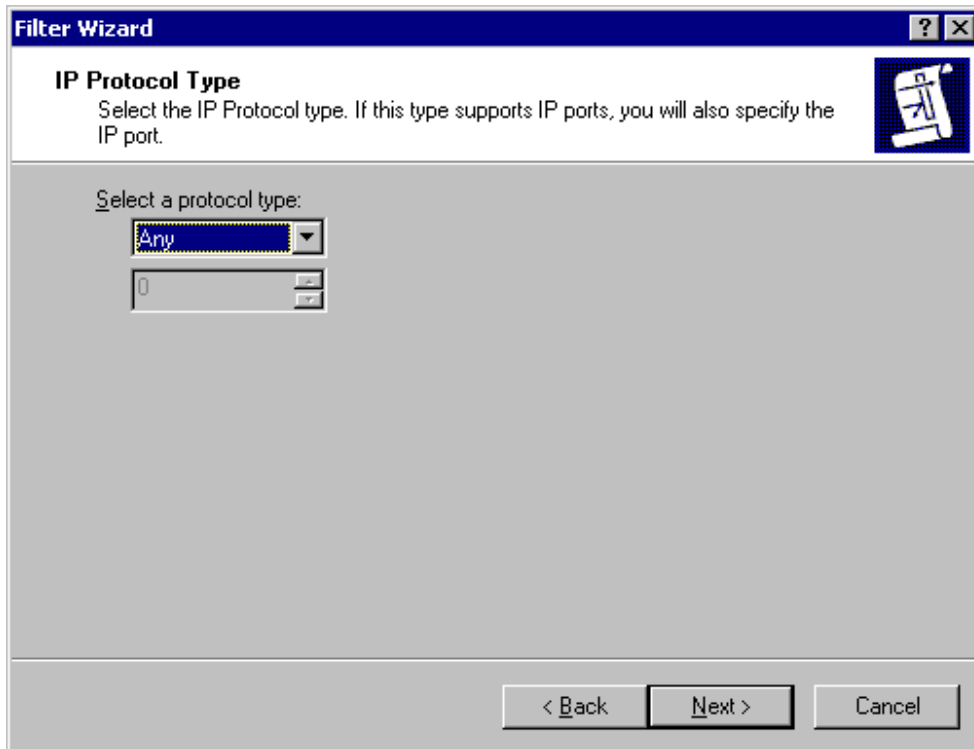 Filter Wizard
IP Protocol Type
Select the IP Protocol type. If this type supports IP ports, you will also specify the
IP port.
Select a protocol type:
Any
0
< Back
Next >
Cancel